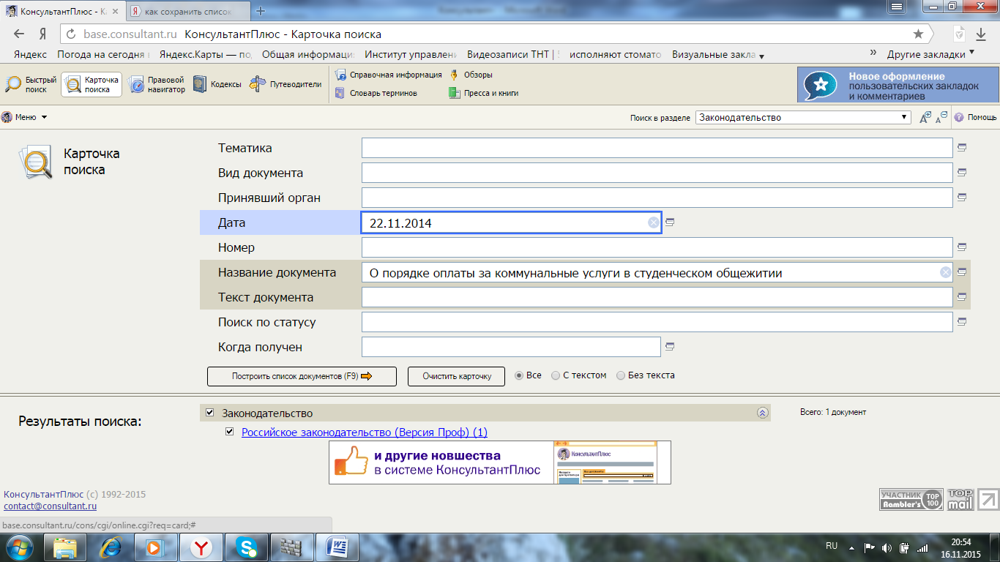 КонсультантПлюс - Ка
как сохранить список
base.consultant.ru КонсультантПлюс - Карточка поиска
Яндекс Погода на сегодня Яндекс.Карты — по Общая информаци Институт управлени Видеозаписи ТНТ | исполняют стомато Визуальные закла » Другие закладки
Быстрый
поиск
Карточка
поиска
Правовой
навигатор
Кодексы
Путеводители
Справочная информация
Обзоры
Словарь терминов
Пресса и книги
Новое оформление
пользовательских закладок
и комментариев
Меню
Поиск в разделе Законодательство
Помощь
Карточка
поиска
Тематика
Вид документа
Принявший орган
Дата 22.11.2014
Номер
Название документа О порядке оплаты за коммунальные услуги в студенческом общежитии
Текст документа
Поиск по статусу
Когда получен
Построить список документов (F9) Очистить карточку Все С текстом Без текста
Результаты поиска:
Законодательство
Всего: 1 документ
Российское законодательство (Версия Проф) (1)
и другие новшества
в системе КонсультантПлюс
КонсультантПлюс
КонсультантПлюс (c) 1992-2015
contact@consultant.ru
УЧАСТНИК
Rambler's
TOP
100
TOP
mail
base.consultant.ru/cons/cgi/online.cgi?req=card;#
RU
20:54
16.11.2015